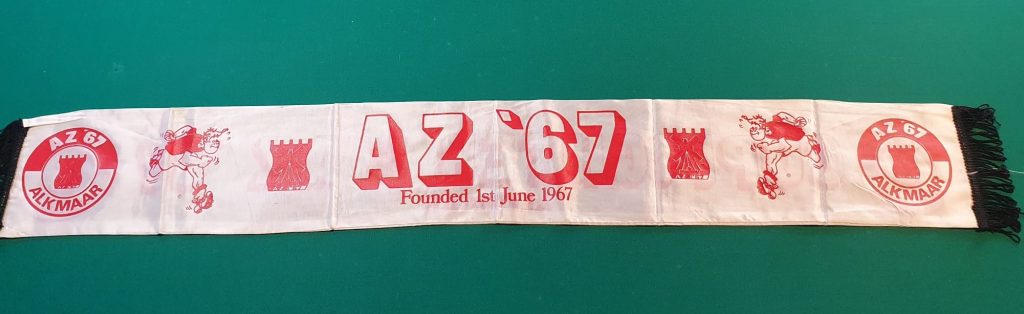 AZ 67
ALKMAAR
AZ '67
Founded 1st June 1967
AZ 67
ALKMAAR